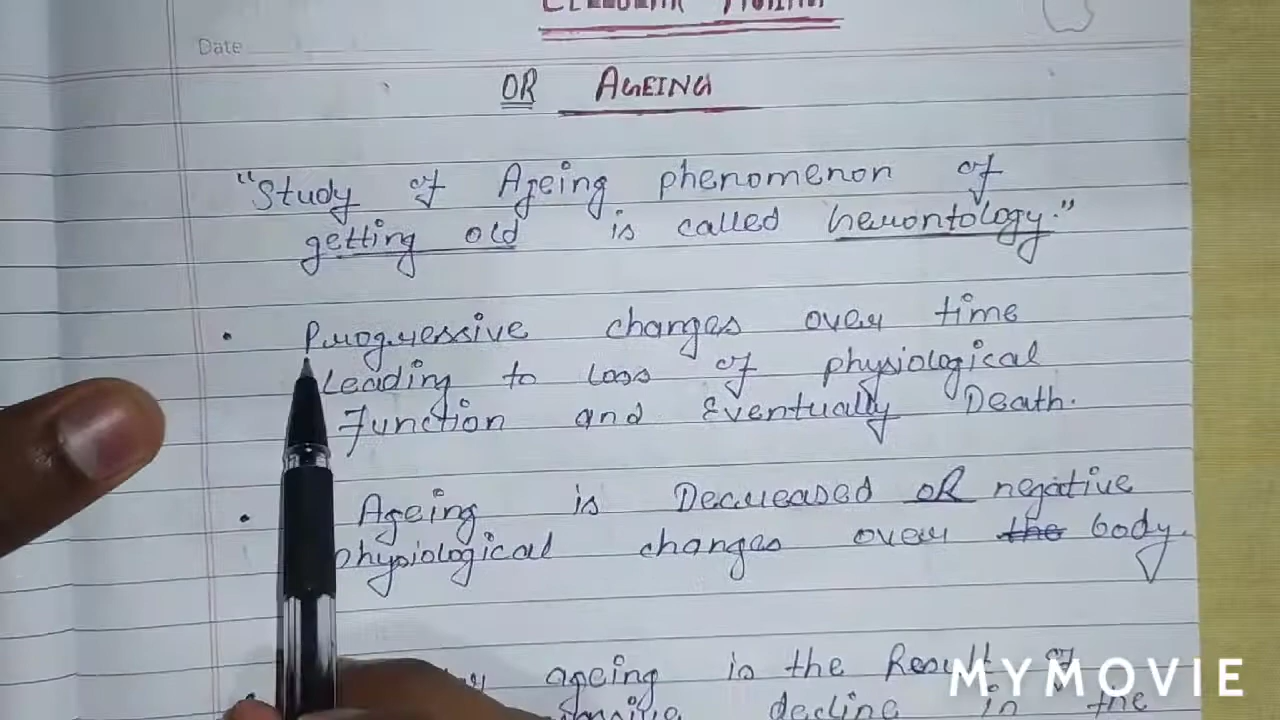 Date
OR AGEING
"Study of Ageing phenomenon of
getting old is called herontology."
• Progressive changes over time
Leading to loss of physiological
Function and Eventually Death.
• Ageing is Decreased OR negative
physiological changes over the body.
ageing is the Result of
decline in the
MYMOVIE